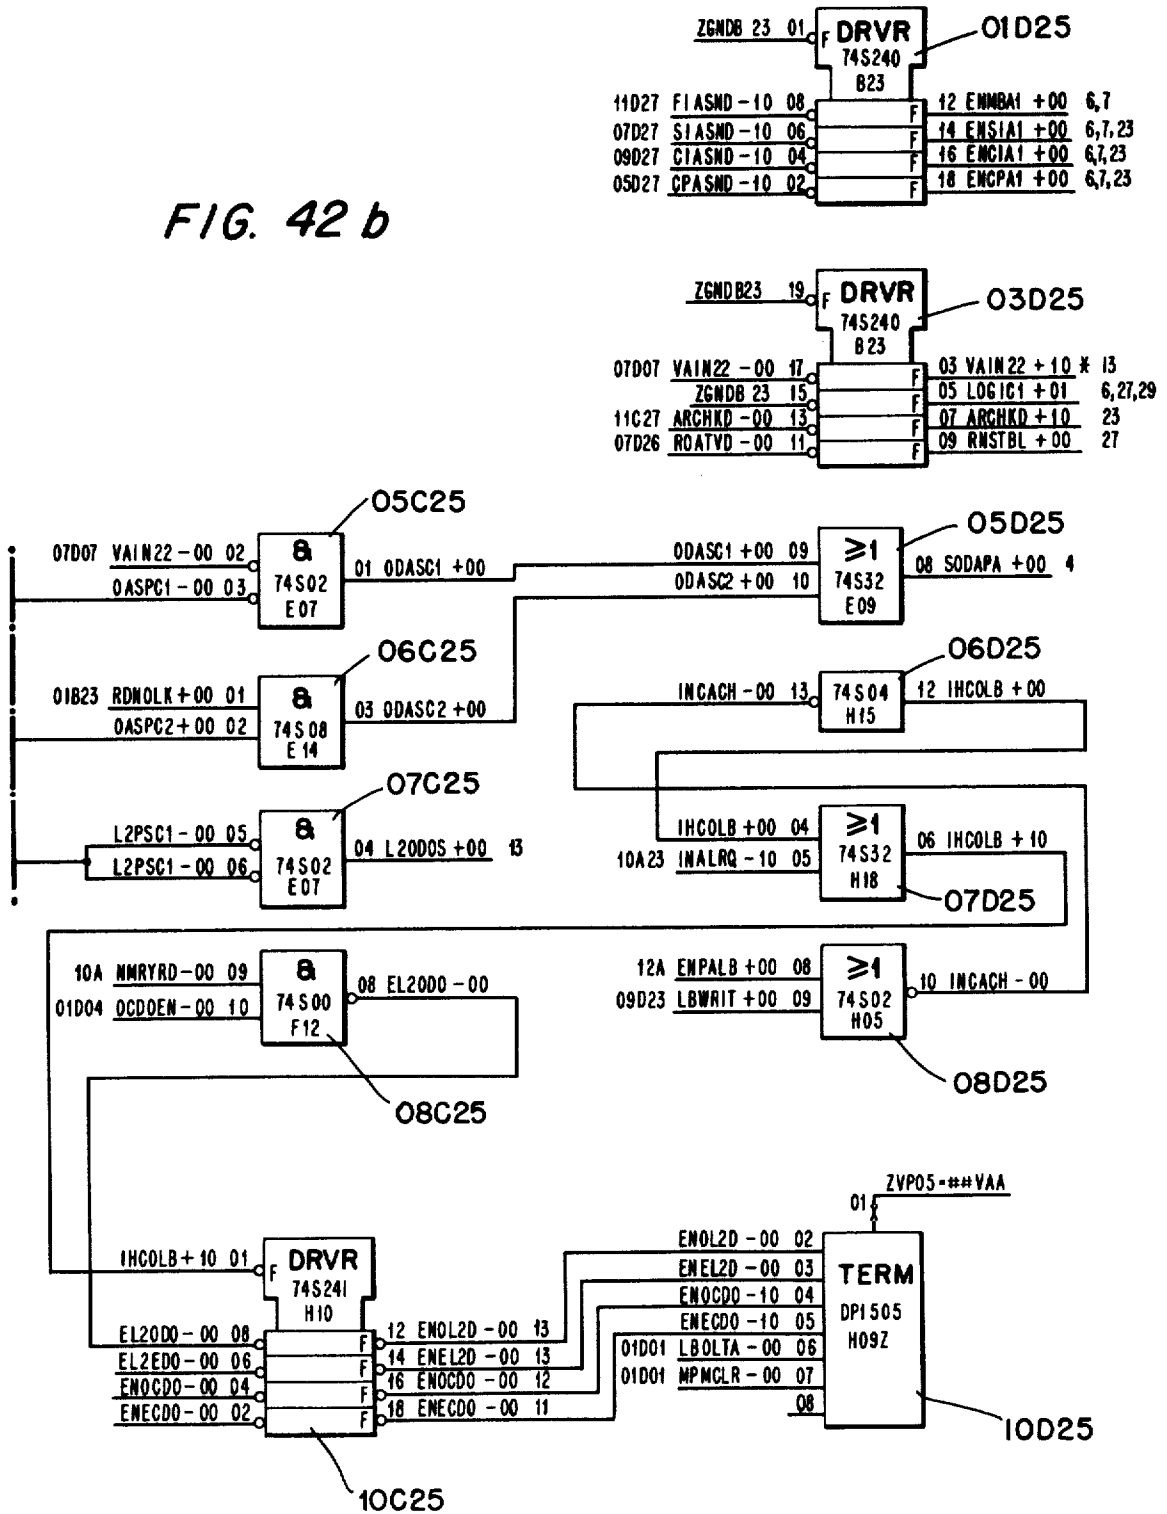 ZGNDB 23 01 F DRVR 01D25
74S240
B23
11D27 FIASND -10 08 F 12 ENMBA1 +00 6,7
07D27 SIASND -10 06 F 14 ENSIA1 +00 6,7,23
09D27 CIASND -10 04 F 16 ENCIA1 +00 6,7,23
05D27 CPASND -10 02 F 18 ENCPA1 +00 6,7,23
FIG. 42 b
ZGNDB23 19 F DRVR 03D25
74S240
B23
07D07 VAIN22 -00 17 F 03 VAIN22 +10 * 13
ZGNDB 23 15 05 LOGIC1 +01 6,27,29
11C27 ARCHKD -00 13 07 ARCHKD +10 23
07D26 ROATVD -00 11 F 09 RNSTBL +00 27
05C25
07D07 VAIN22 -00 02 & 01 ODASC1 +00
OASPC1 -00 03 74S02
E07
05D25
ODASC1 +00 09 ≥1 08 SODAPA +00 4
ODASC2 +00 10 74S32
E09
06C25
01B23 RDNOLK +00 01 & 03 ODASC2 +00
OASPC2 +00 02 74S08
E14
06D25
INCACH -00 13 74S04 12 IHCOLB +00
H15
07C25
L2PSC1 -00 05 & 04 L2ODOS +00 13
L2PSC1 -00 06 74S02
E07
IHCOLB +00 04 ≥1 06 IHCOLB +10
10A23 INALRQ -10 05 74S32
H18
07D25
10A NMRYRD -00 09 & 08 EL2ODO -00
01D04 OCDOEN -00 10 74S00
F12
08C25
12A ENPALB +00 08 ≥1 10 INCACH -00
09D23 LBWRIT +00 09 74S02
H05
08D25
ZVP05-##VAA
01
IHCOLB +10 01 F DRVR
74S241
H10
EL2ODO -00 08 F 12 ENOL2D -00 13
EL2EDO -00 06 F 14 ENEL2D -00 13
ENOCDO -00 04 F 16 ENOCDO -00 12
ENECDO -00 02 F 18 ENECDO -00 11
10C25
ENOL2D -00 02
ENEL2D -00 03 TERM
ENOCDO -10 04 DP1505
ENECDO -10 05 H09Z
01D01 LBOLTA -00 06
01D01 MPMCLR -00 07
08
10D25